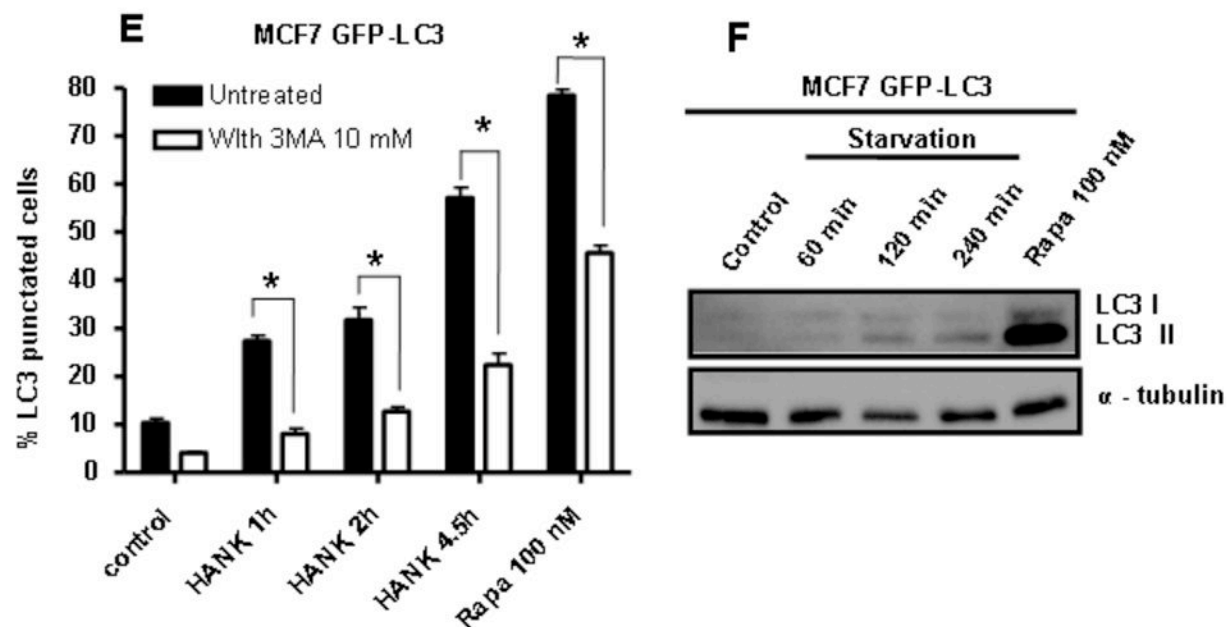 E
MCF7 GFP-LC3
Untreated
WIth 3MA 10 mM
% LC3 punctated cells
80
70
60
50
40
30
20
10
0
*
*
*
*
control
HANK 1h
HANK 2h
HANK 4.5h
Rapa 100 nM
F
MCF7 GFP-LC3
Starvation
Control
60 min
120 min
240 min
Rapa 100 nM
LC3 I
LC3 II
α - tubulin